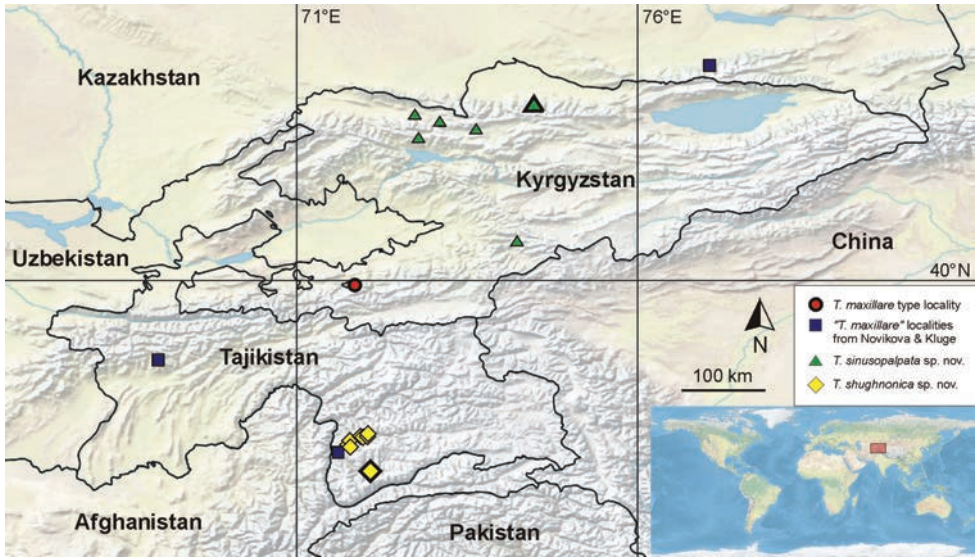 71°E
76°E
Kazakhstan
Kyrgyzstan
China
Uzbekistan
40°N
Tajikistan
N
100 km
T. maxillare type locality
"T. maxillare" localities
from Novikova & Kluge
T. sinusopalpata sp. nov.
T. shughnonica sp. nov.
Afghanistan
Pakistan